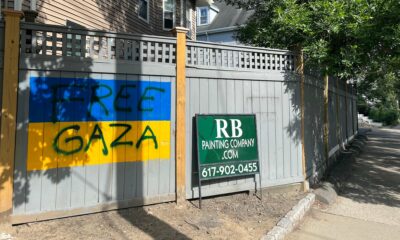 FREE
GAZA
RB
PAINTING COMPANY
.COM
617-902-0455